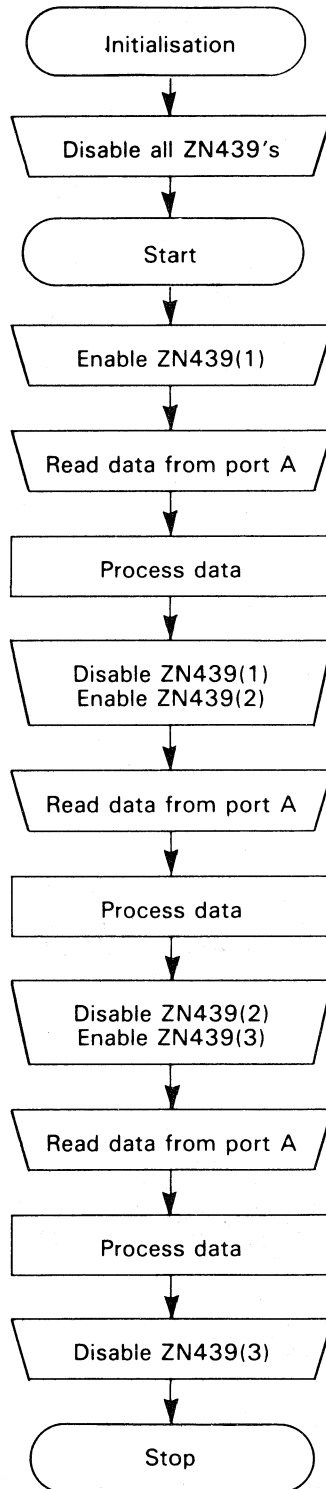 Initialisation
Disable all ZN439's
Start
Enable ZN439(1)
Read data from port A
Process data
Disable ZN439(1)
Enable ZN439(2)
Read data from port A
Process data
Disable ZN439(2)
Enable ZN439(3)
Read data from port A
Process data
Disable ZN439(3)
Stop